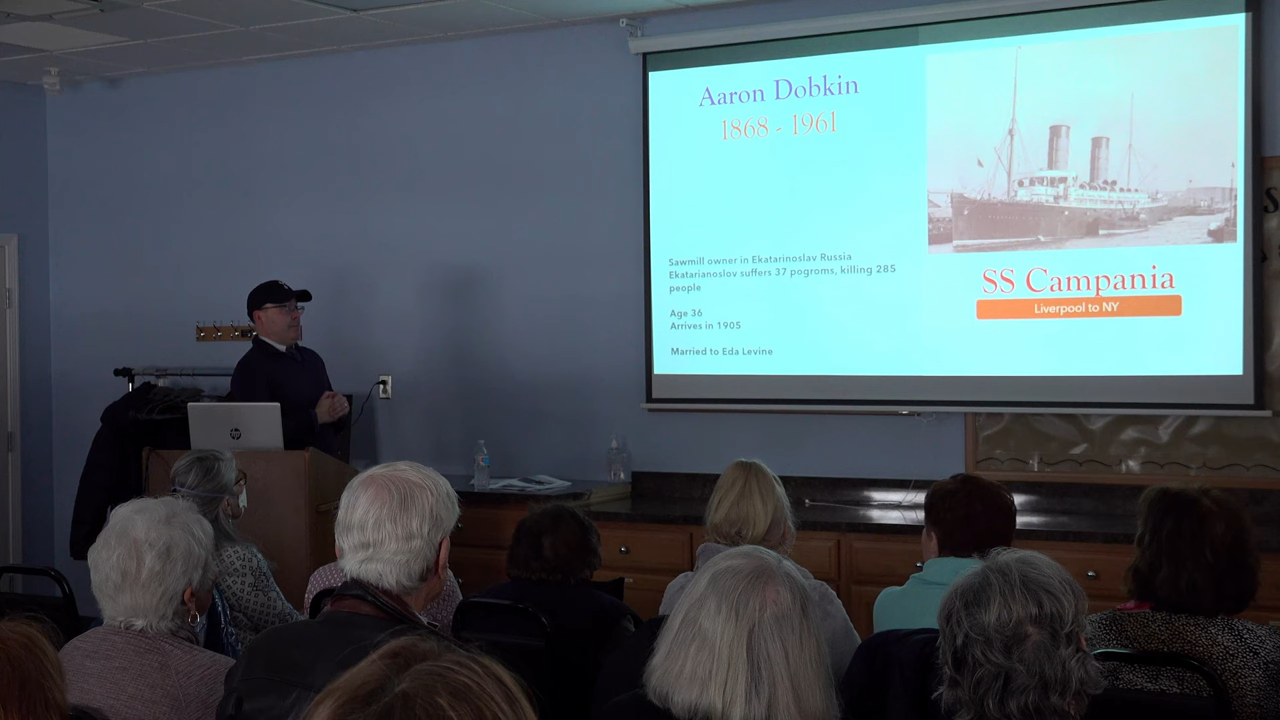 Aaron Dobkin
1868 - 1961
Sawmill owner in Ekatarinoslav Russia
Ekatarianoslov suffers 37 pogroms, killing 285
people
Age 36
Arrives in 1905
Married to Eda Levine
SS Campania
Liverpool to NY
hp